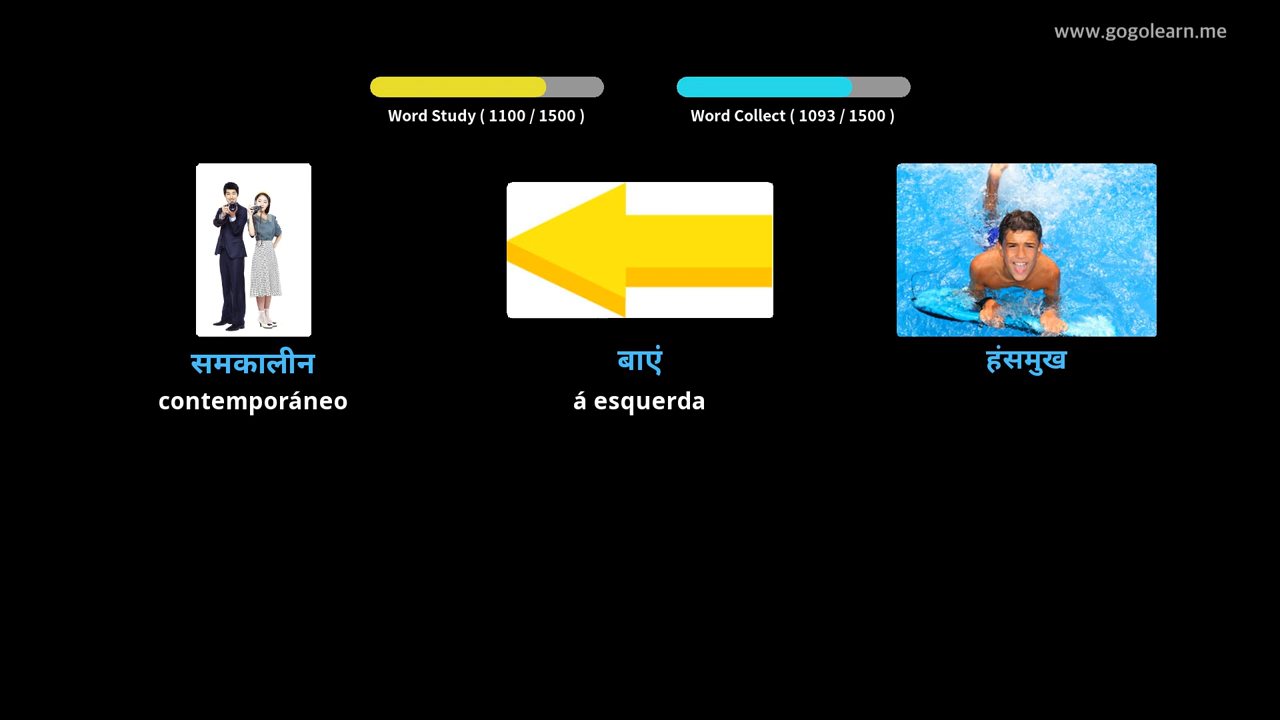 www.gogolearn.me
Word Study ( 1100 / 1500 )
Word Collect ( 1093 / 1500 )
समकालीन
contemporáneo
बाएं
á esquerda
हंसमुख